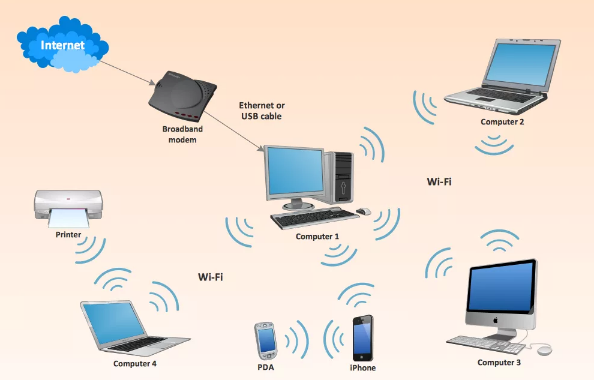 Internet
Broadband
modem
Ethernet or
USB cable
Computer 2
Computer 1
Wi-Fi
Printer
Wi-Fi
Computer 4
PDA
iPhone
Computer 3